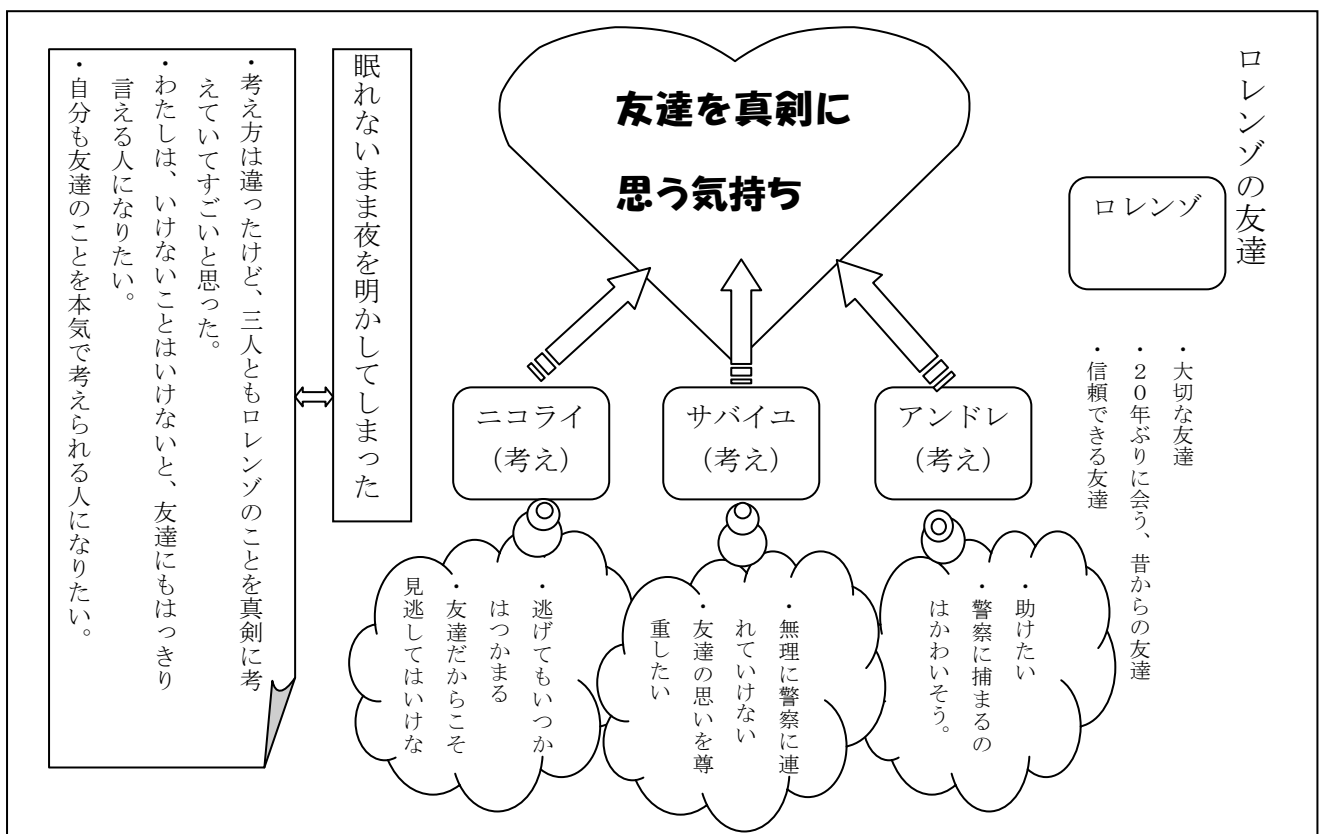 ロレンゾの友達
ロレンゾ
・大切な友達
・２０年ぶりに会う、昔からの友達
・信頼できる友達
友達を真剣に
思う気持ち
アンドレ
（考え）
・助けたい
・警察に捕まるの
はかわいそう。
サバイユ
（考え）
・無理に警察に連
れていけない
・友達の思いを尊
重したい
ニコライ
（考え）
・逃げてもいつか
はつかまる
・友達だからこそ
見逃してはいけな
眠れないまま夜を明かしてしまった
・考え方は違ったけど、三人ともロレンゾのことを真剣に考
えていてすごいと思った。
・わたしは、いけないことはいけないと、友達にもはっきり
言える人になりたい。
・自分も友達のことを本気で考えられる人になりたい。